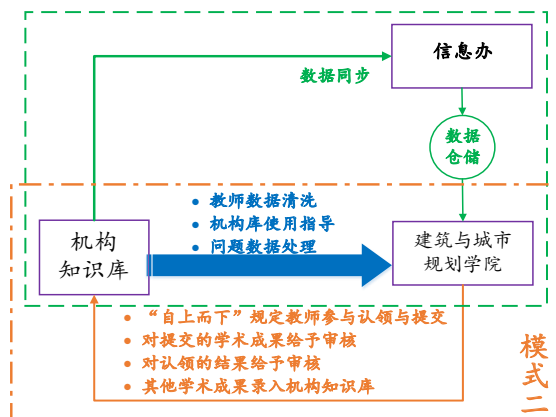 信息办
数据同步
数据
仓储
• 教师数据清洗
• 机构库使用指导
• 问题数据处理
机构
知识库
建筑与城市
规划学院
• “自上而下”规定教师参与认领与提交
• 对提交的学术成果给予审核
• 对认领的结果给予审核
• 其他学术成果录入机构知识库
模
式
二